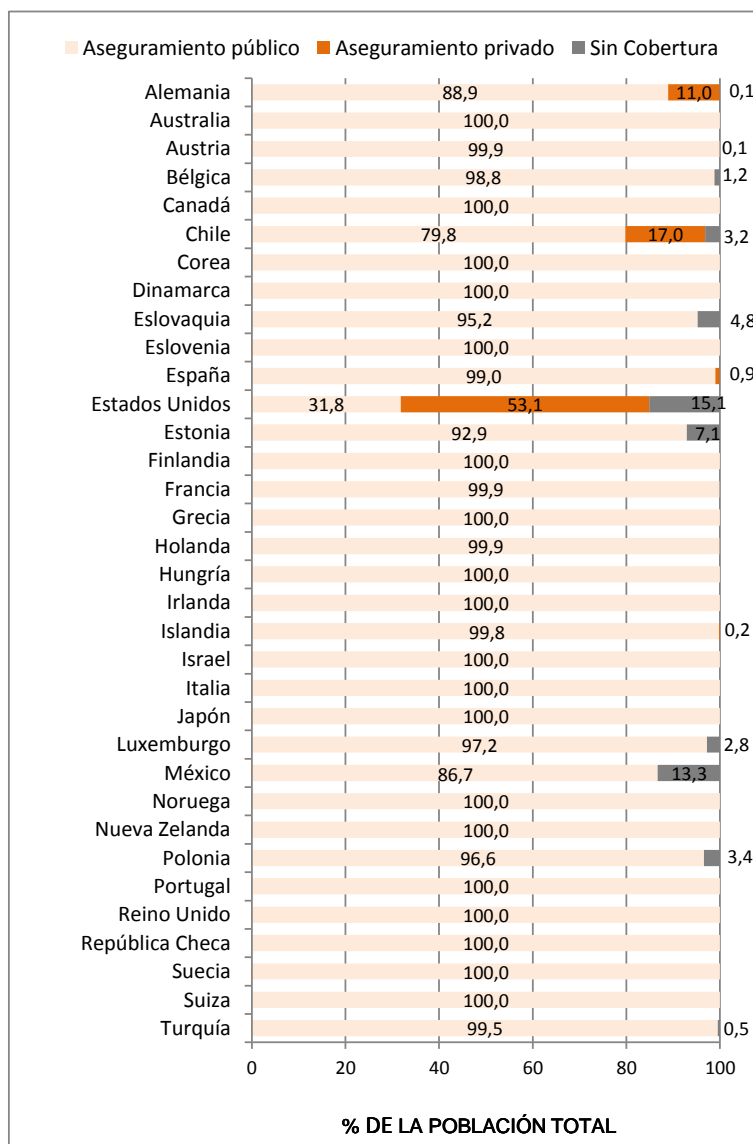 Aseguramiento público Aseguramiento privado Sin Cobertura
Alemania 88,9 11,0 0,1
Australia 100,0
Austria 99,9 0,1
Bélgica 98,8 1,2
Canadá 100,0
Chile 79,8 17,0 3,2
Corea 100,0
Dinamarca 100,0
Eslovaquia 95,2 4,8
Eslovenia 100,0
España 99,0 0,9
Estados Unidos 31,8 53,1 15,1
Estonia 92,9 7,1
Finlandia 100,0
Francia 99,9
Grecia 100,0
Holanda 99,9
Hungría 100,0
Irlanda 100,0
Islandia 99,8 0,2
Israel 100,0
Italia 100,0
Japón 100,0
Luxemburgo 97,2 2,8
México 86,7 13,3
Noruega 100,0
Nueva Zelanda 100,0
Polonia 96,6 3,4
Portugal 100,0
Reino Unido 100,0
República Checa 100,0
Suecia 100,0
Suiza 100,0
Turquía 99,5 0,5
0 20 40 60 80 100
% DE LA POBLACIÓN TOTAL